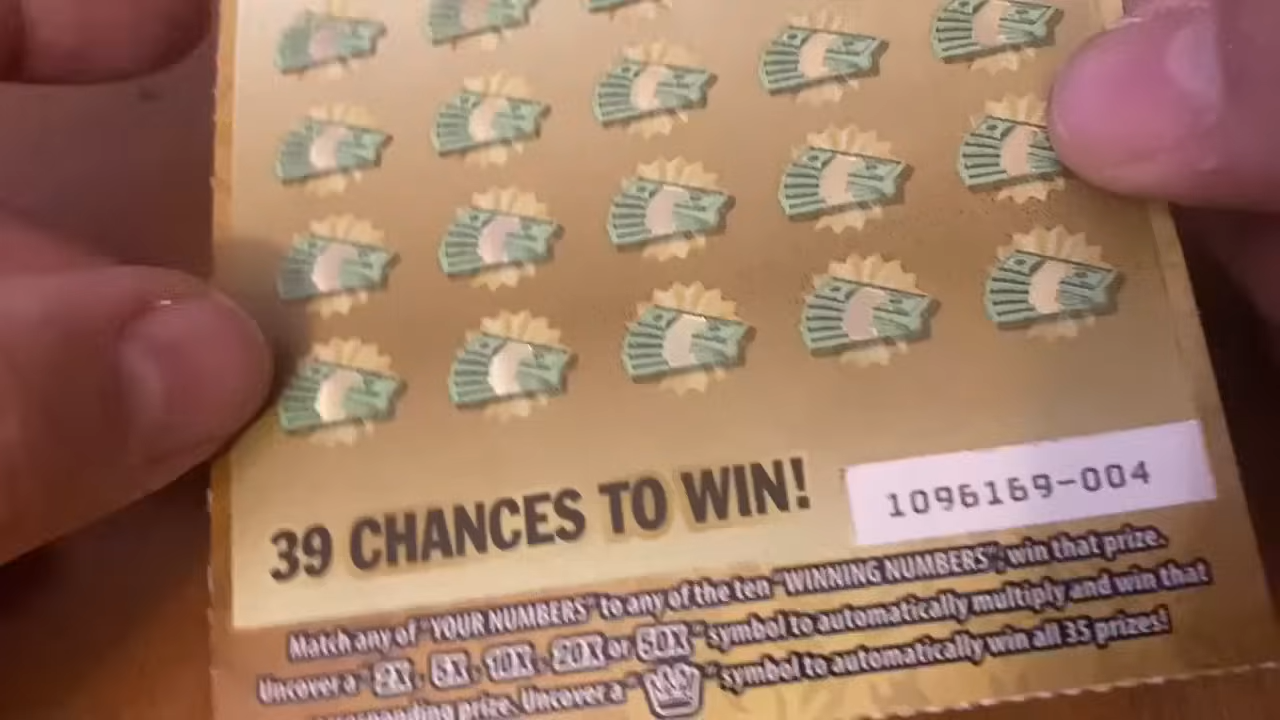 39 CHANCES TO WIN!
1096169-004
Match any of "YOUR NUMBERS" to any of the ten "WINNING NUMBERS", win that prize.
Uncover a "2X, 5X, 10X, 20X or 50X" symbol to automatically multiply and win that
prize. Uncover a " " symbol to automatically win all 35 prizes!